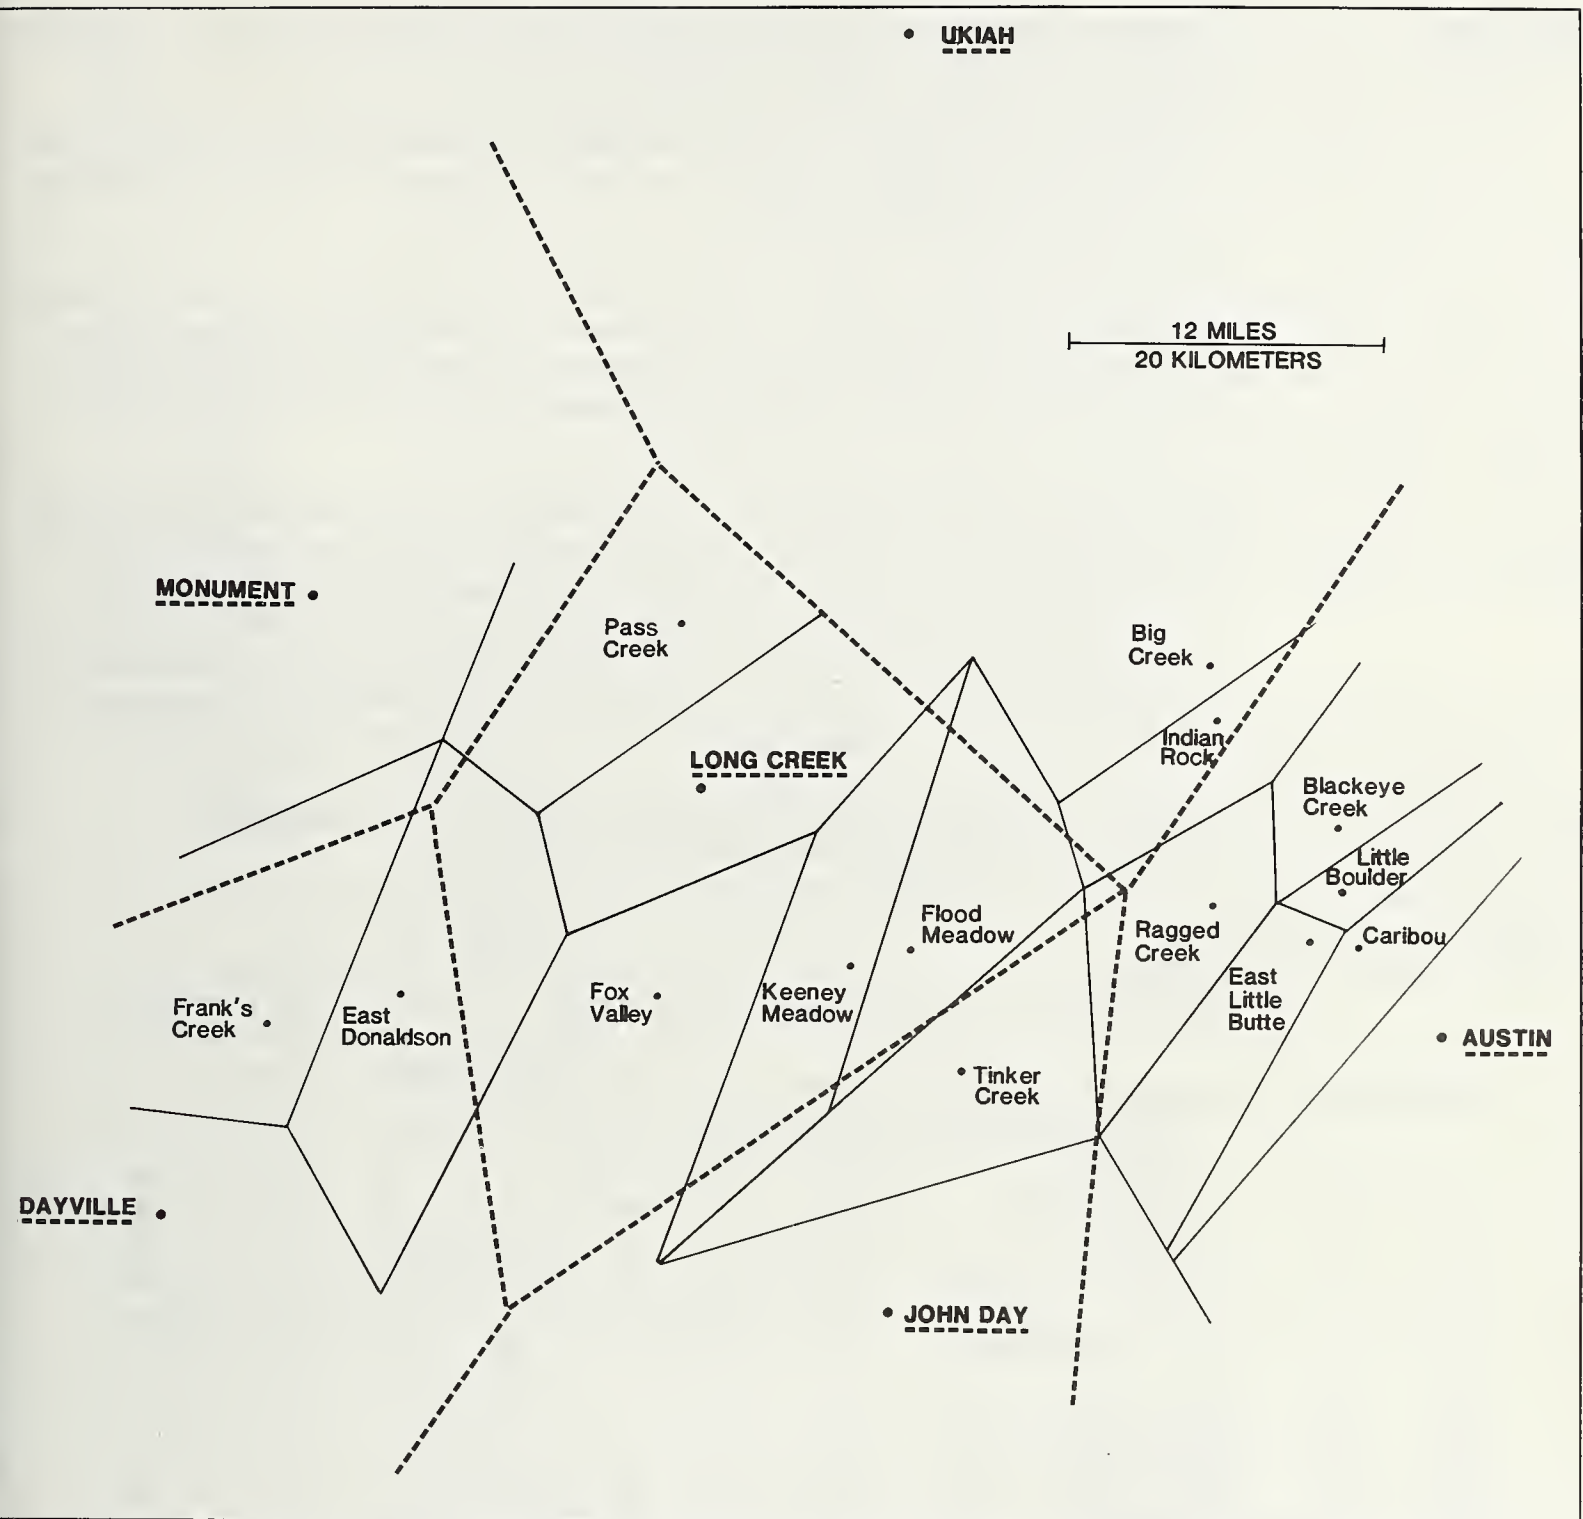 UKIAH
12 MILES
20 KILOMETERS
MONUMENT
Pass
Creek
Big
Creek
LONG CREEK
Indian
Rock
Blackeye
Creek
Little
Boulder
Flood
Meadow
Ragged
Creek
Caribou
Frank's
Creek
East
Donaldson
Fox
Valley
Keeney
Meadow
East
Little
Butte
AUSTIN
Tinker
Creek
DAYVILLE
JOHN DAY